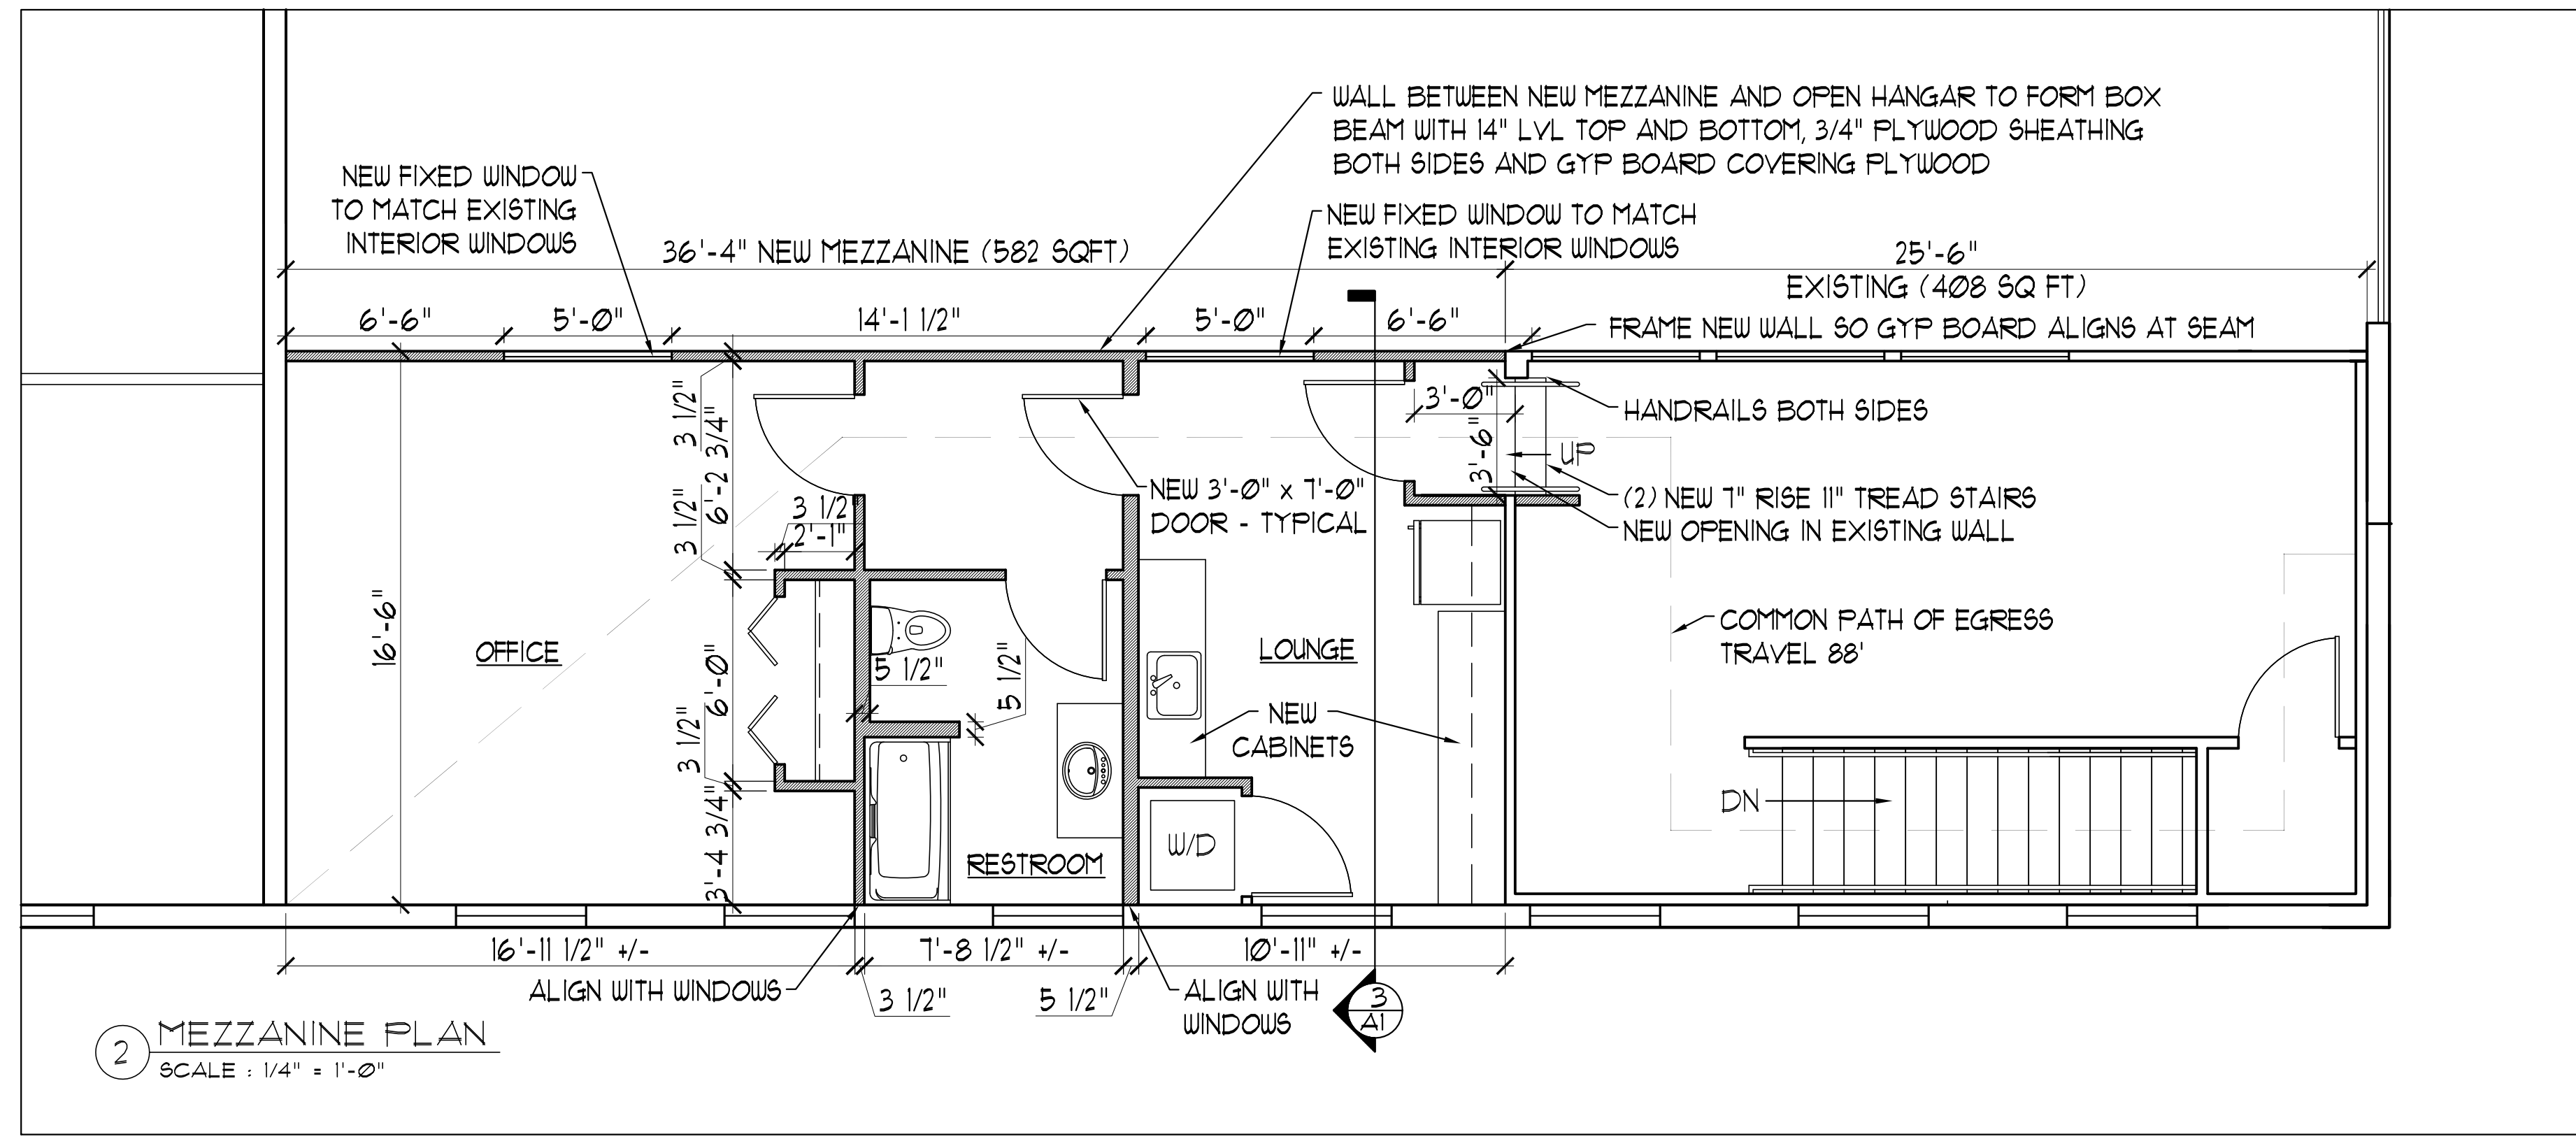 WALL BETWEEN NEW MEZZANINE AND OPEN HANGAR TO FORM BOX
BEAM WITH 14" LVL TOP AND BOTTOM, 3/4" PLYWOOD SHEATHING
BOTH SIDES AND GYP BOARD COVERING PLYWOOD
NEW FIXED WINDOW
TO MATCH EXISTING
INTERIOR WINDOWS
NEW FIXED WINDOW TO MATCH
EXISTING INTERIOR WINDOWS
36'-4" NEW MEZZANINE (582 SQFT)
25'-6"
EXISTING (408 SQ FT)
6'-6"
5'-0"
14'-1 1/2"
5'-0"
6'-6"
FRAME NEW WALL SO GYP BOARD ALIGNS AT SEAM
3 1/2"
6'-2 3/4"
3 1/2"
3'-0"
3'-6"
HANDRAILS BOTH SIDES
UP
(2) NEW 7" RISE 11" TREAD STAIRS
NEW OPENING IN EXISTING WALL
NEW 3'-0" x 7'-0"
DOOR - TYPICAL
3 1/2"
2'-1"
16'-6"
OFFICE
6'-0"
3 1/2"
3'-4 3/4"
5 1/2"
5 1/2"
LOUNGE
COMMON PATH OF EGRESS
TRAVEL 88'
NEW
CABINETS
DN
W/D
RESTROOM
16'-11 1/2" +/-
7'-8 1/2" +/-
10'-11" +/-
ALIGN WITH WINDOWS
3 1/2"
5 1/2"
ALIGN WITH
WINDOWS
3
A1
2
MEZZANINE PLAN
SCALE : 1/4" = 1'-0"